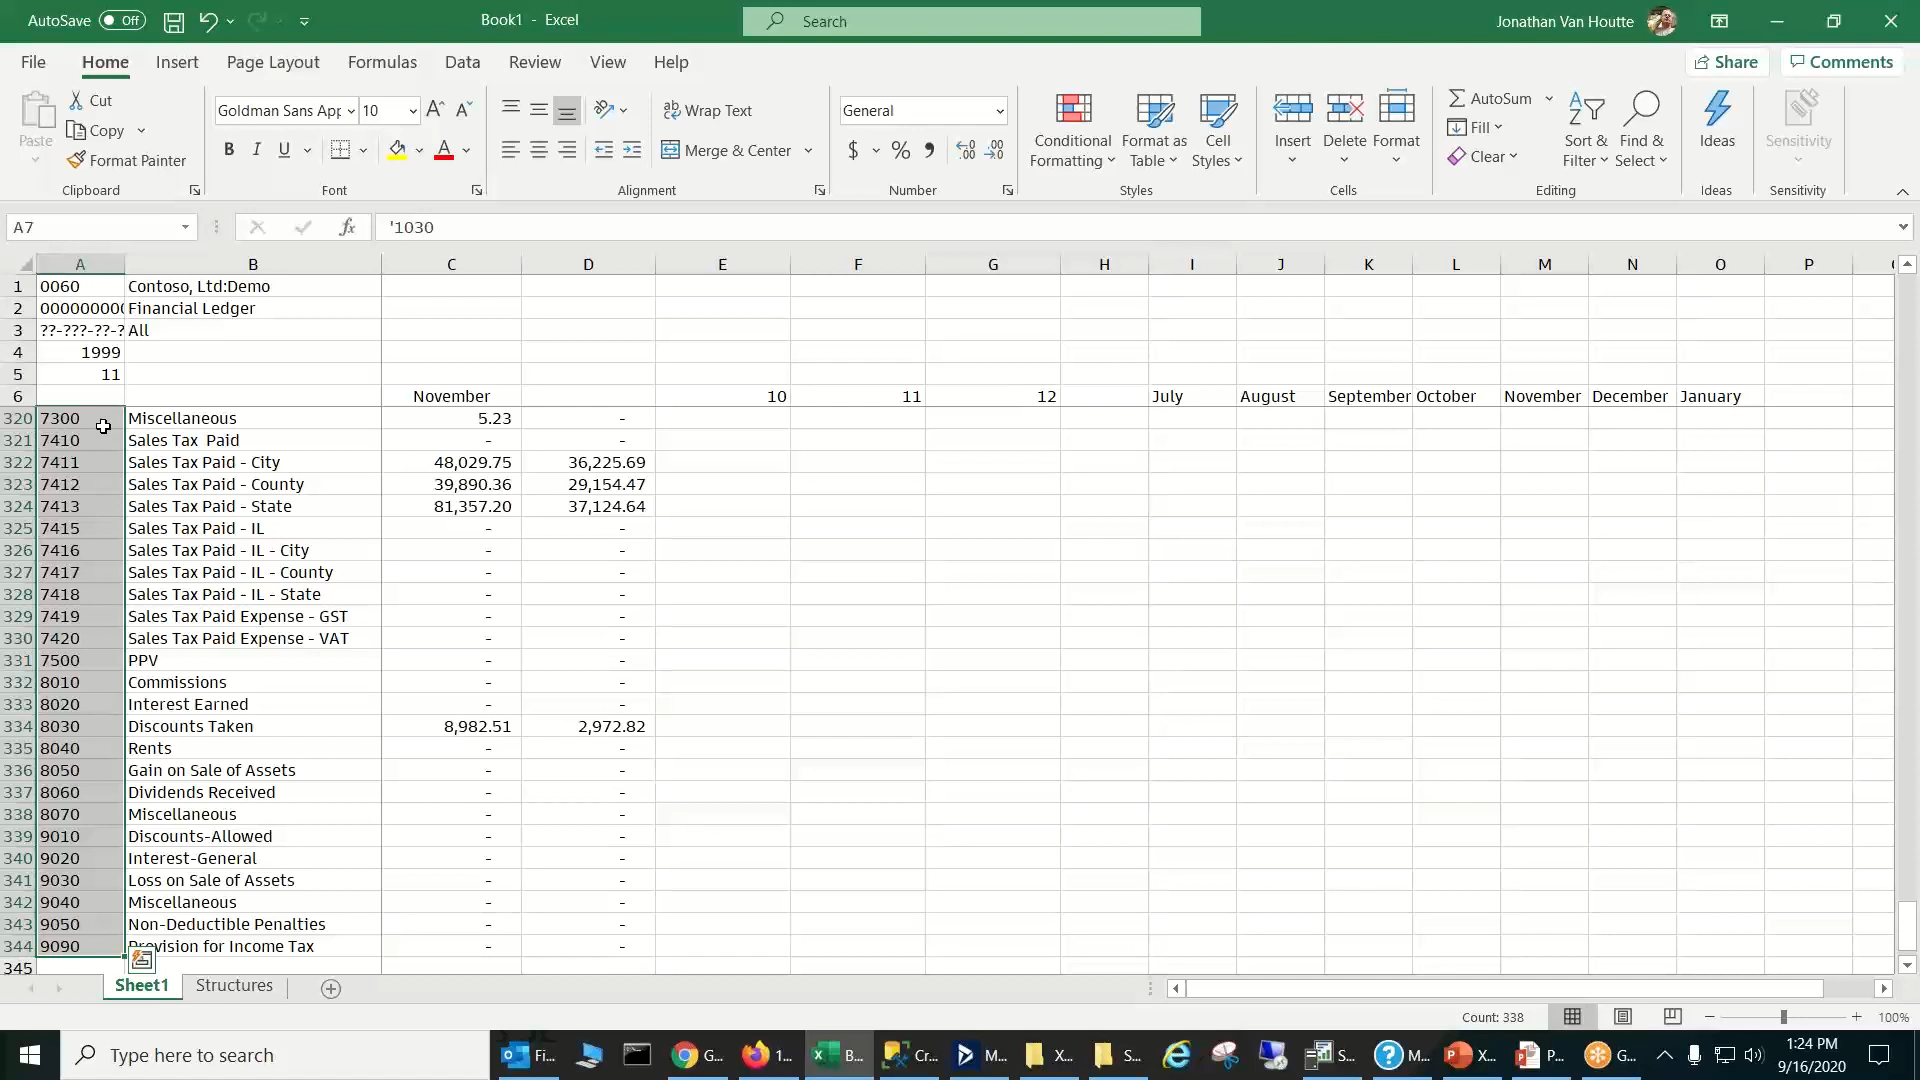 AutoSave Off Book1 - Excel Search Jonathan Van Houtte
File Home Insert Page Layout Formulas Data Review View Help Share Comments
Paste Cut Copy Format Painter Clipboard
Goldman Sans App 10 B I U A Font
Wrap Text Merge & Center Alignment
General $ % Number
Conditional Formatting Format as Table Cell Styles Styles
Insert Delete Format Cells
AutoSum Fill Clear Sort & Filter Find & Select Editing
Ideas Ideas
Sensitivity Sensitivity
A7 fx '1030
A B C D E F G H I J K L M N O P
1 0060 Contoso, Ltd:Demo
2 000000000 Financial Ledger
3 ??-???-??-? All
4 1999
5 11
6 November 10 11 12 July August September October November December January
320 7300 Miscellaneous 5.23 -
321 7410 Sales Tax  Paid - -
322 7411 Sales Tax Paid - City 48,029.75 36,225.69
323 7412 Sales Tax Paid - County 39,890.36 29,154.47
324 7413 Sales Tax Paid - State 81,357.20 37,124.64
325 7415 Sales Tax Paid - IL - -
326 7416 Sales Tax Paid - IL - City - -
327 7417 Sales Tax Paid - IL - County - -
328 7418 Sales Tax Paid - IL - State - -
329 7419 Sales Tax Paid Expense - GST - -
330 7420 Sales Tax Paid Expense - VAT - -
331 7500 PPV - -
332 8010 Commissions - -
333 8020 Interest Earned - -
334 8030 Discounts Taken 8,982.51 2,972.82
335 8040 Rents - -
336 8050 Gain on Sale of Assets - -
337 8060 Dividends Received - -
338 8070 Miscellaneous - -
339 9010 Discounts-Allowed - -
340 9020 Interest-General - -
341 9030 Loss on Sale of Assets - -
342 9040 Miscellaneous - -
343 9050 Non-Deductible Penalties - -
344 9090 Provision for Income Tax - -
345
Sheet1 Structures
Count: 338 100%
Type here to search Fi... G... 1... B... Cr... M... X... S... S... M... X... P... G... 1:24 PM
9/16/2020